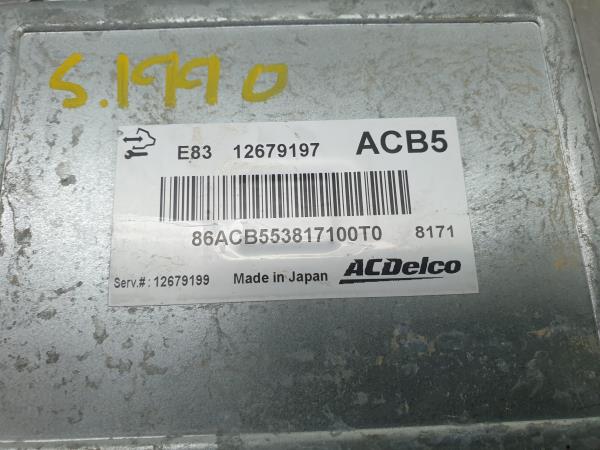 S.1990
E83 12679197 ACB5
86ACB553817100T0 8171
Serv.#: 12679199 Made in Japan ACDelco